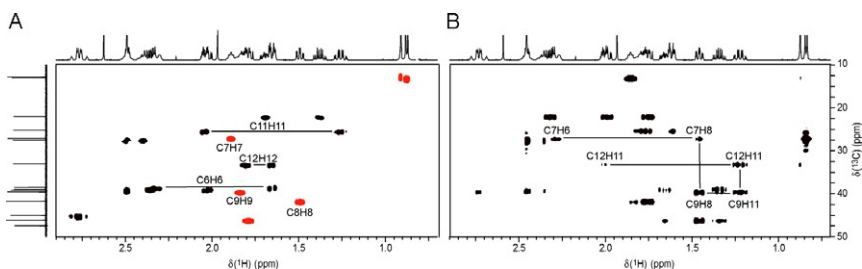 A
B
C11H11
C7H7
C12H12
C6H6
C9H9
C8H8
2.5 2.0 1.5 1.0
δ(¹H) (ppm)
C7H6
C7H8
C12H11
C12H11
C9H8
C9H11
10
20
30
40
50
δ(¹³C) (ppm)
2.5 2.0 1.5 1.0
δ(¹H) (ppm)